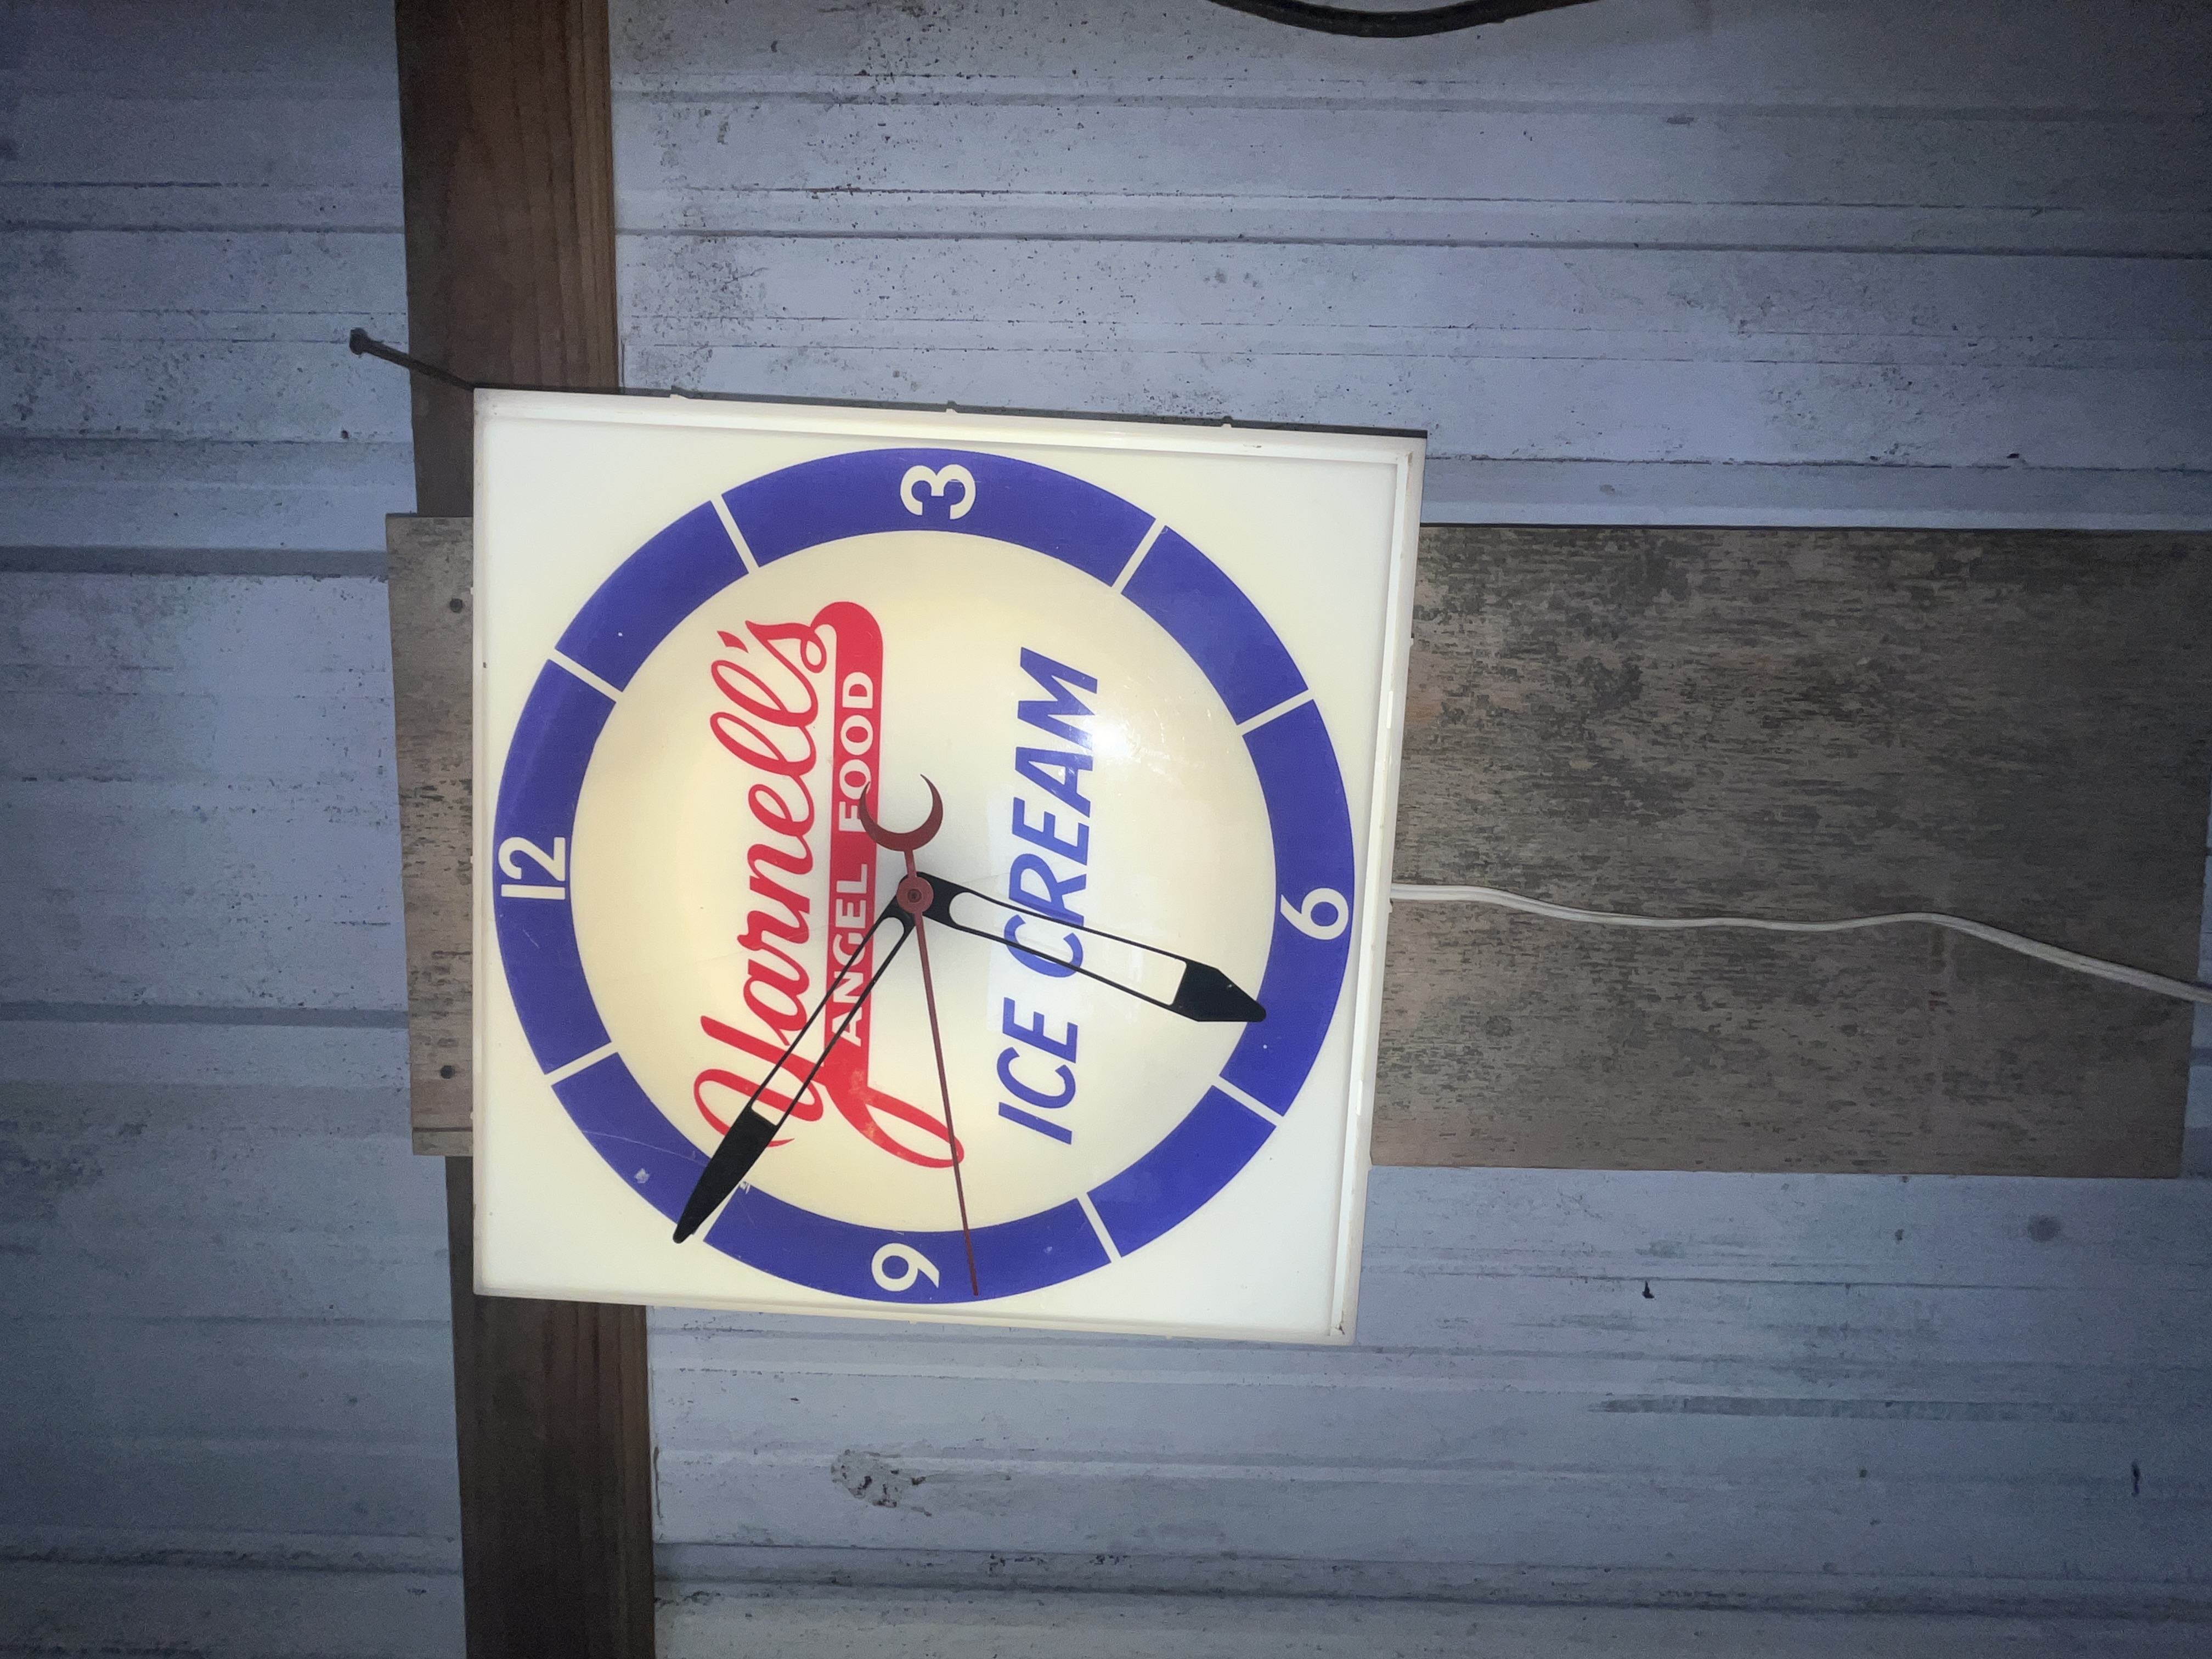 12
Yarnell's
ANGEL FOOD
9
3
ICE CREAM
6